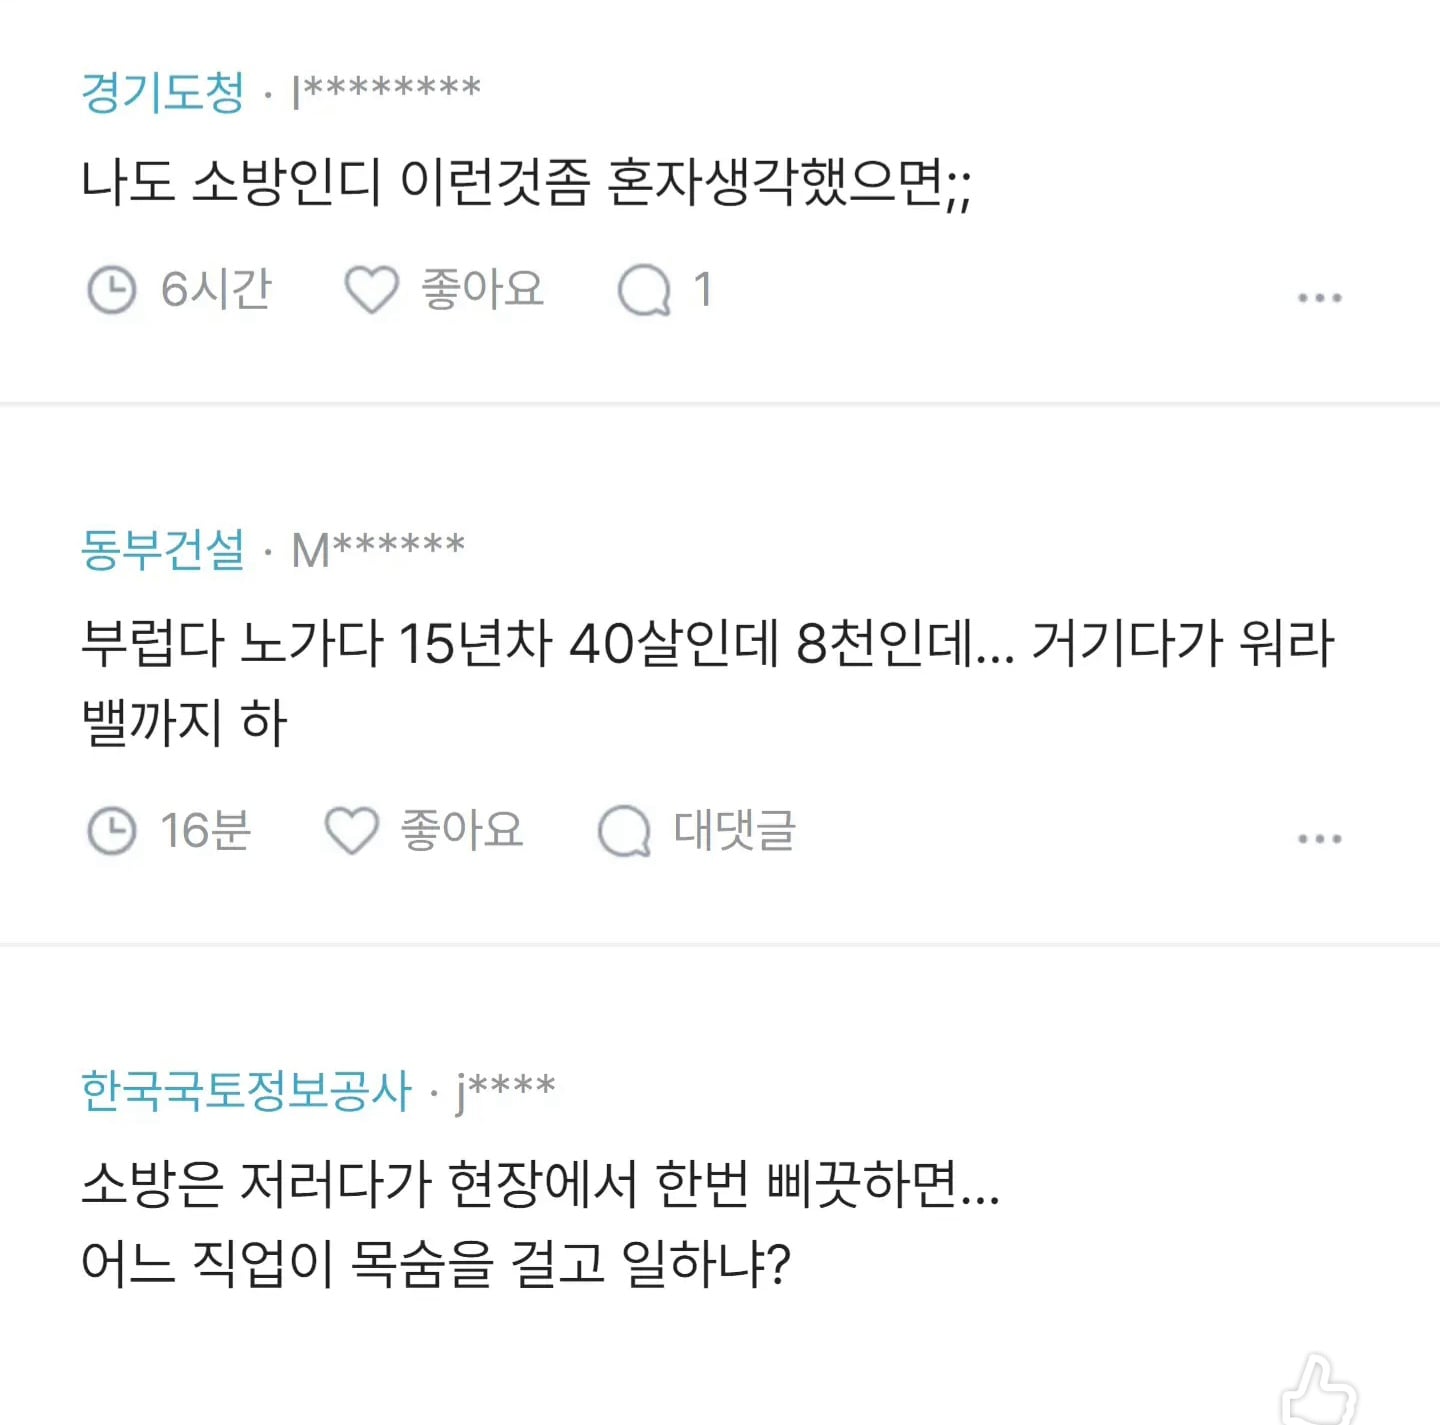 경기도청 · l********
나도 소방인디 이런것좀 혼자생각했으면;;
6시간 좋아요 1
동부건설 · M******
부럽다 노가다 15년차 40살인데 8천인데... 거기다가 워라
밸까지 하
16분 좋아요 대댓글
한국국토정보공사 · j****
소방은 저러다가 현장에서 한번 삐끗하면...
어느 직업이 목숨을 걸고 일하냐?